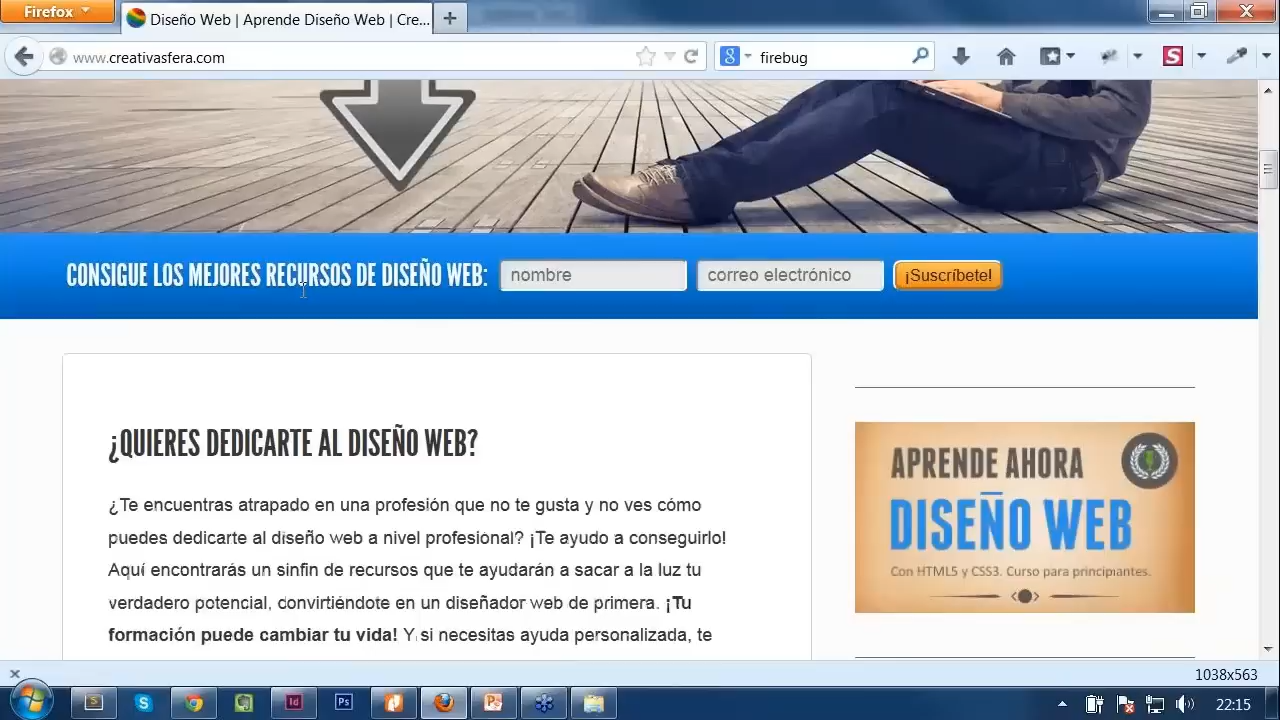 Firefox
Diseño Web | Aprende Diseño Web | Cre...
www.creativasfera.com
firebug
CONSIGUE LOS MEJORES RECURSOS DE DISEÑO WEB:
nombre
correo electrónico
¡Suscríbete!
¿QUIERES DEDICARTE AL DISEÑO WEB?
¿Te encuentras atrapado en una profesión que no te gusta y no ves cómo
puedes dedicarte al diseño web a nivel profesional? ¡Te ayudo a conseguirlo!
Aquí encontrarás un sinfin de recursos que te ayudarán a sacar a la luz tu
verdadero potencial, convirtiéndote en un diseñador web de primera. ¡Tu
formación puede cambiar tu vida! Y si necesitas ayuda personalizada, te
APRENDE AHORA
DISEÑO WEB
Con HTML5 y CSS3. Curso para principiantes.
1038x563
22:15